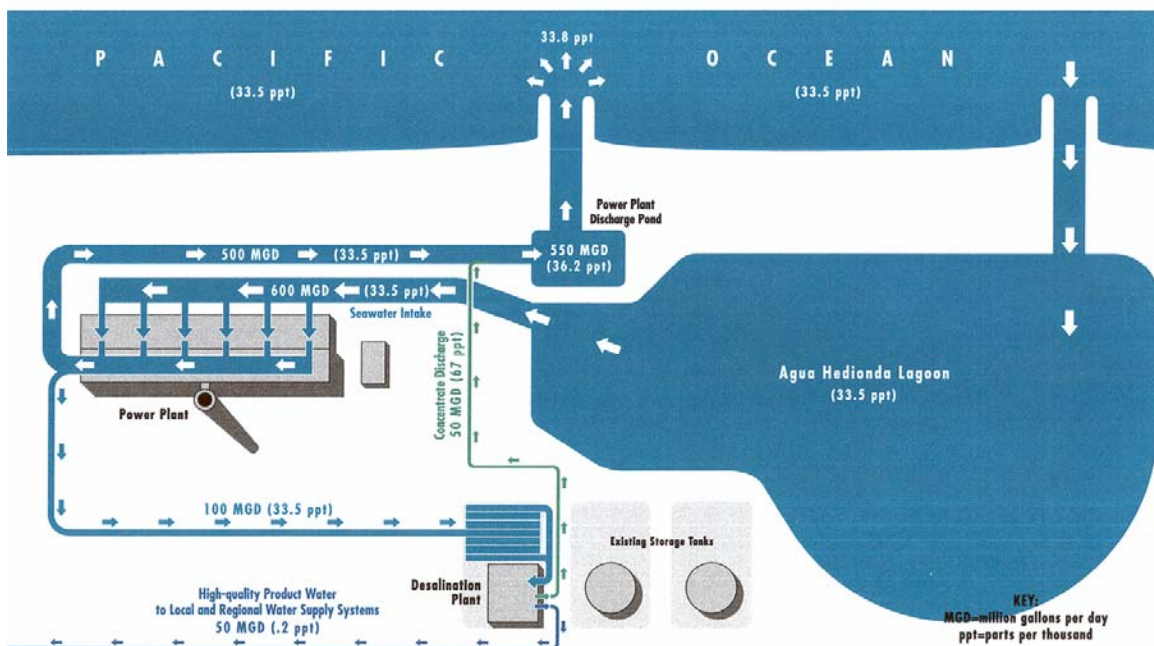 33.8 ppt
PACIFIC OCEAN
(33.5 ppt)
(33.5 ppt)
Power Plant
Discharge Pond
500 MGD (33.5 ppt)
550 MGD
(36.2 ppt)
600 MGD (33.5 ppt)
Seawater Intake
Concentrate Discharge
50 MGD (67 ppt)
Agua Hedionda Lagoon
(33.5 ppt)
Power Plant
100 MGD (33.5 ppt)
Existing Storage Tanks
Desalination
Plant
High-quality Product Water
to Local and Regional Water Supply Systems
50 MGD (.2 ppt)
KEY:
MGD=million gallons per day
ppt=parts per thousand